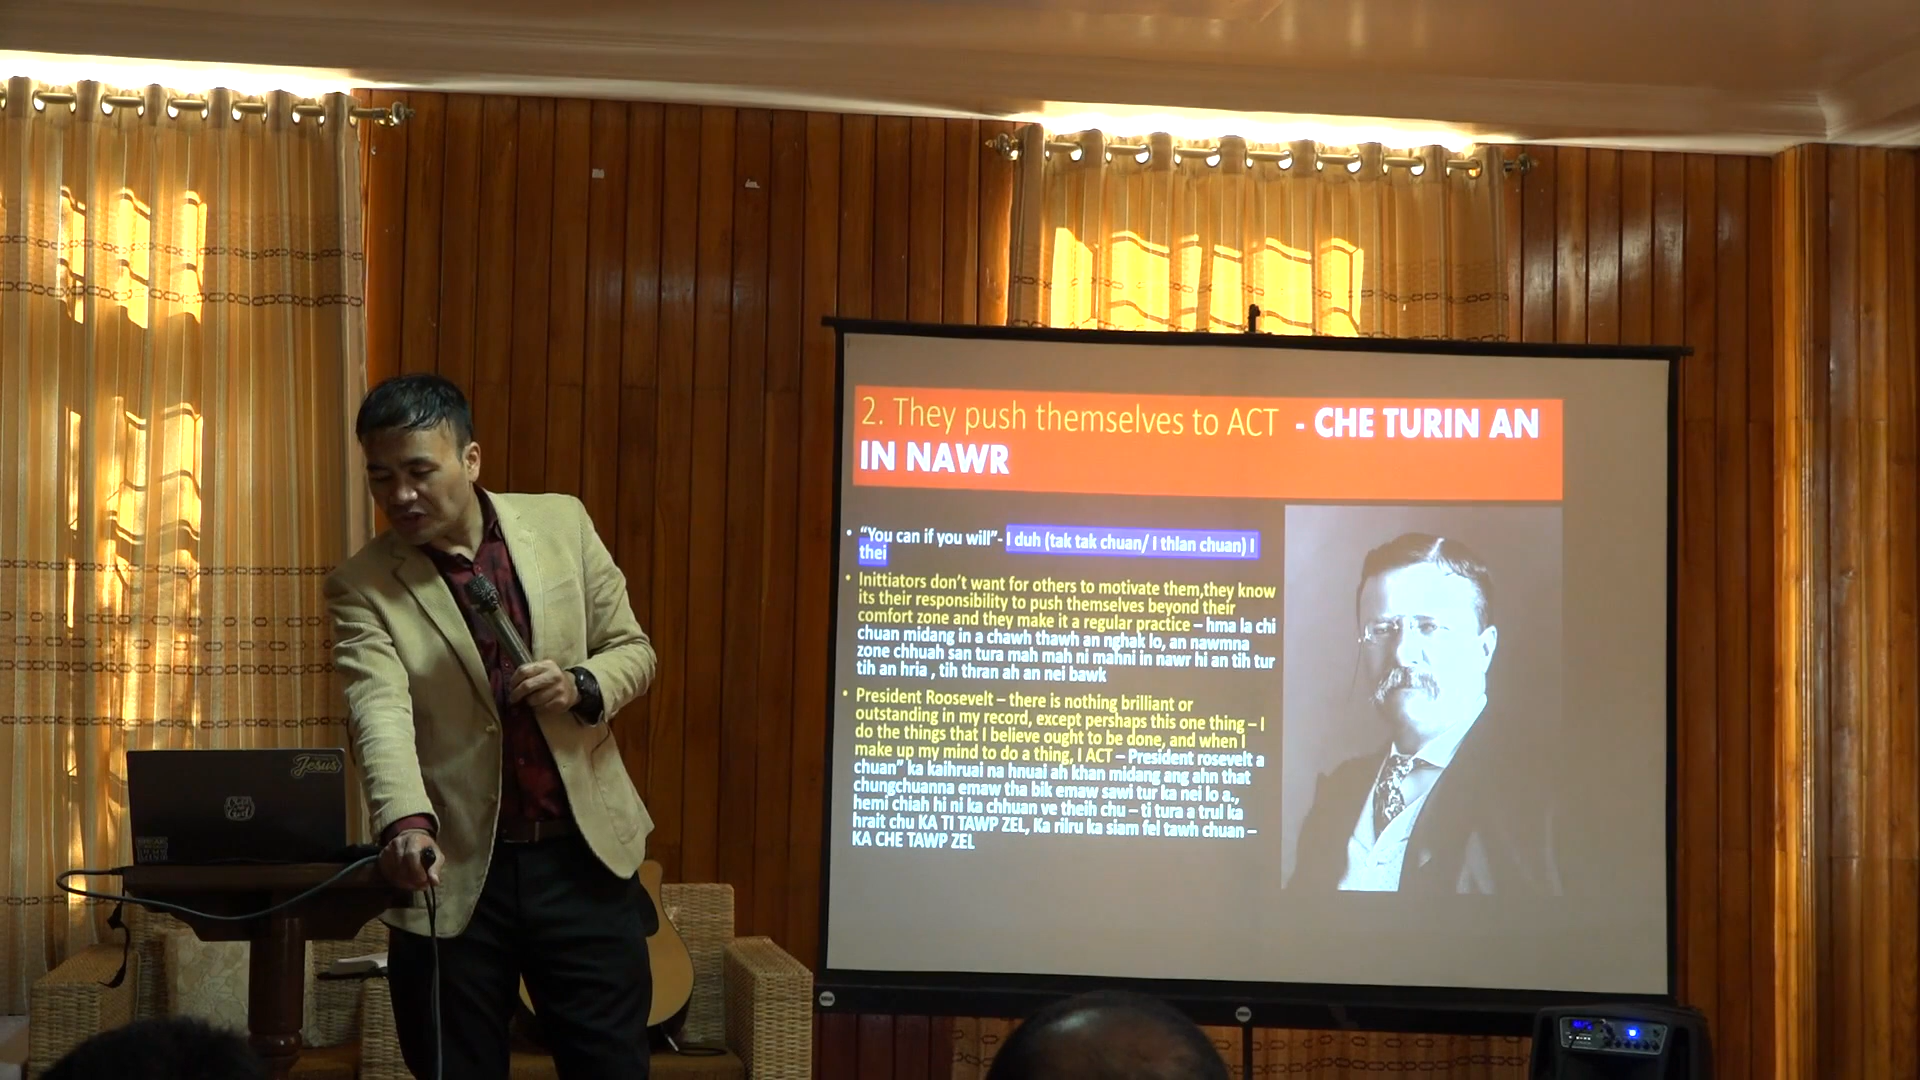 2. They push themselves to ACT - CHE TURIN AN
IN NAWR
• "You can if you will"- I duh (tak tak chuan/ I thlan chuan) I
thei
• Inittiators don't want for others to motivate them,they know
its their responsibility to push themselves beyond their
comfort zone and they make it a regular practice – hma la chi
chuan midang in a chawh thawh an nghak lo, an nawmna
zone chhuah san tura mah mah ni mahni in nawr hi an tih tur
tih an hria , tih thran ah an nei bawk
• President Roosevelt – there is nothing brilliant or
outstanding in my record, except pershaps this one thing – I
do the things that I believe ought to be done, and when I
make up my mind to do a thing, I ACT – President rosevelt a
chuan" ka kaihruai na hnuai ah khan midang ang ahn that
chungchuanna emaw tha bik emaw sawi tur ka nei lo a.,
hemi chiah hi ni ka chhuan ve theih chu – ti tura a trul ka
hrait chu KA TI TAWP ZEL, Ka rilru ka siam fel tawh chuan –
KA CHE TAWP ZEL
Jesus